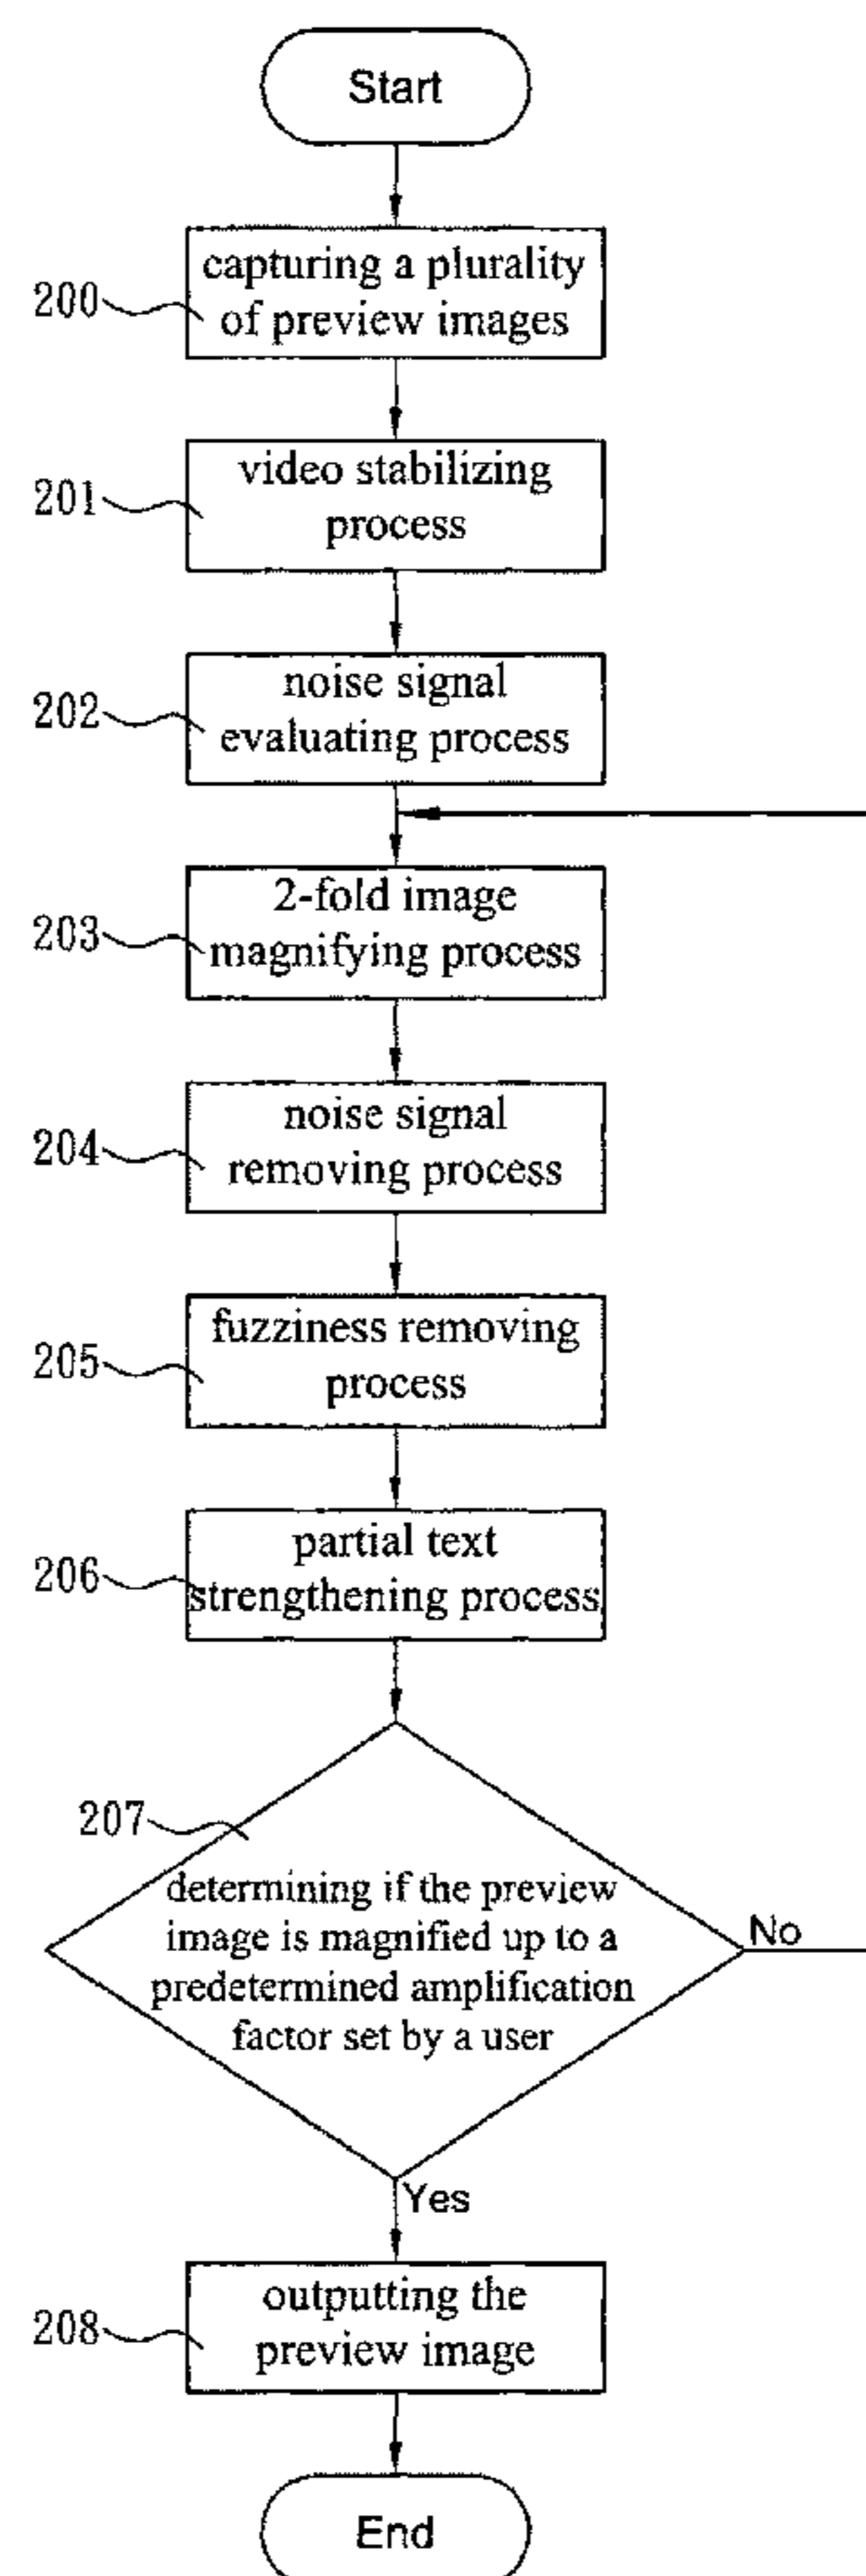 Start
200
capturing a plurality
of preview images
201
video stabilizing
process
202
noise signal
evaluating process
203
2-fold image
magnifying process
204
noise signal
removing process
205
fuzziness removing
process
206
partial text
strengthening process
207
determining if the preview
image is magnified up to a
predetermined amplification
factor set by a user
No
Yes
208
outputting the
preview image
End